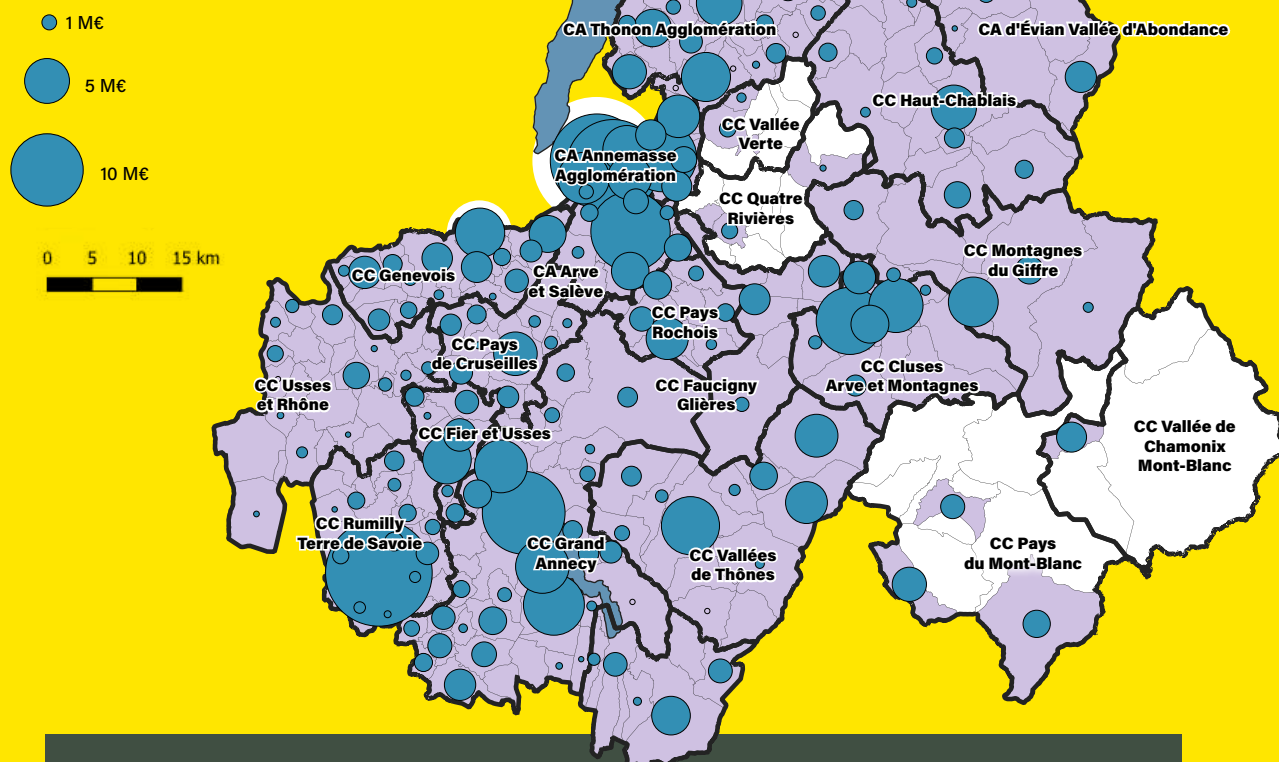 1 M€
5 M€
10 M€
0 5 10 15 km
CA Thonon Agglomération
CA d'Évian Vallée d'Abondance
CC Haut-Chablais
CC Vallée
Verte
CA Annemasse
Agglomération
CC Quatre
Rivières
CC Montagnes
du Giffre
CC Genevois
CA Arve
et Salève
CC Pays
Rochois
CC Pays
de Cruseilles
CC Cluses
Arve et Montagnes
CC Usses
et Rhône
CC Faucigny
Glières
CC Fier et Usses
CC Vallée de
Chamonix
Mont-Blanc
CC Rumilly
Terre de Savoie
CC Grand
Annecy
CC Vallées
de Thônes
CC Pays
du Mont-Blanc